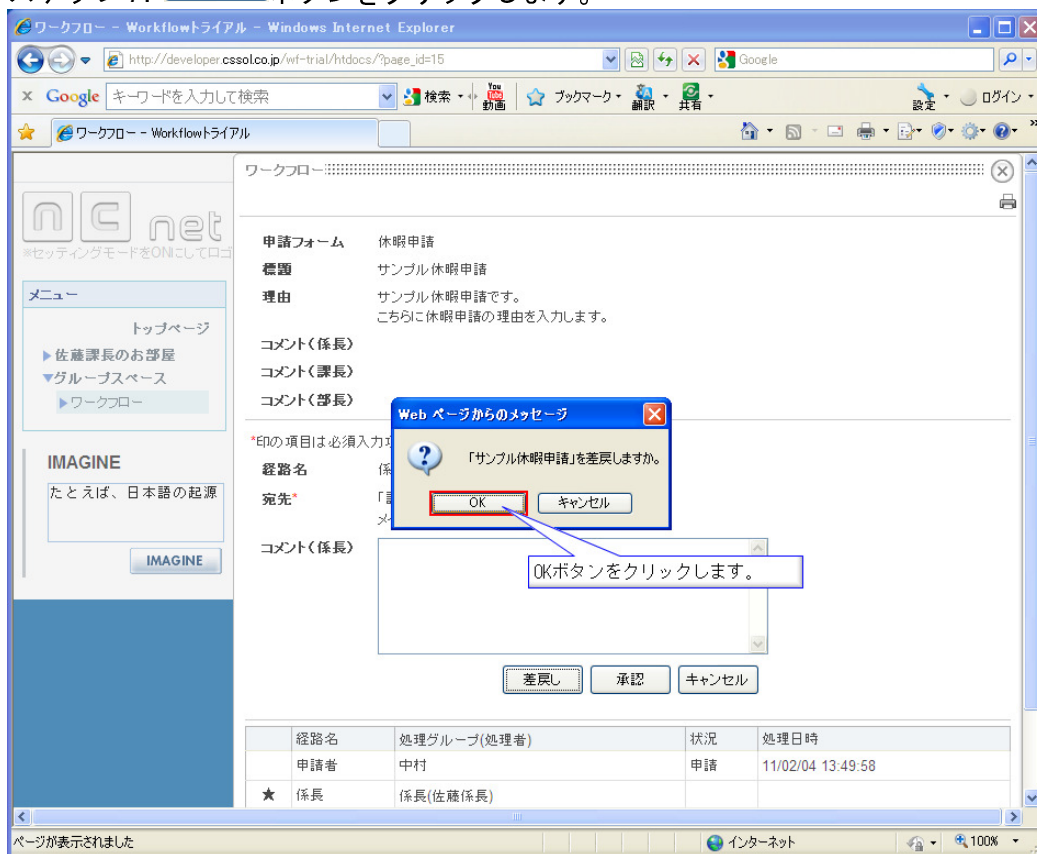 ボタンをクリックします。
ワークフロー - Workflowトライアル - Windows Internet Explorer
http://developer.cssol.co.jp/wf-trial/htdocs/?page_id=15
Google
Google
キーワードを入力して検索
検索
You Tube
動画
ブックマーク
翻訳
共有
設定
ログイン
ワークフロー - Workflowトライアル
ワークフロー
nc net
※セッティングモードをONにしてロゴ
メニュー
トップページ
佐藤課長のお部屋
グループスペース
ワークフロー
IMAGINE
たとえば、日本語の起源
IMAGINE
申請フォーム 休暇申請
標題 サンプル休暇申請
理由 サンプル休暇申請です。
こちらに休暇申請の理由を入力します。
コメント(係長)
コメント(課長)
コメント(部長)
Web ページからのメッセージ
「サンプル休暇申請」を差戻しますか。
OK キャンセル
*印の項目は必須入力
経路名 係
宛先*
コメント(係長)
OKボタンをクリックします。
差戻し 承認 キャンセル
経路名 処理グループ(処理者) 状況 処理日時
申請者 中村 申請 11/02/04 13:49:58
★ 係長 係長(佐藤係長)
ページが表示されました インターネット 100%